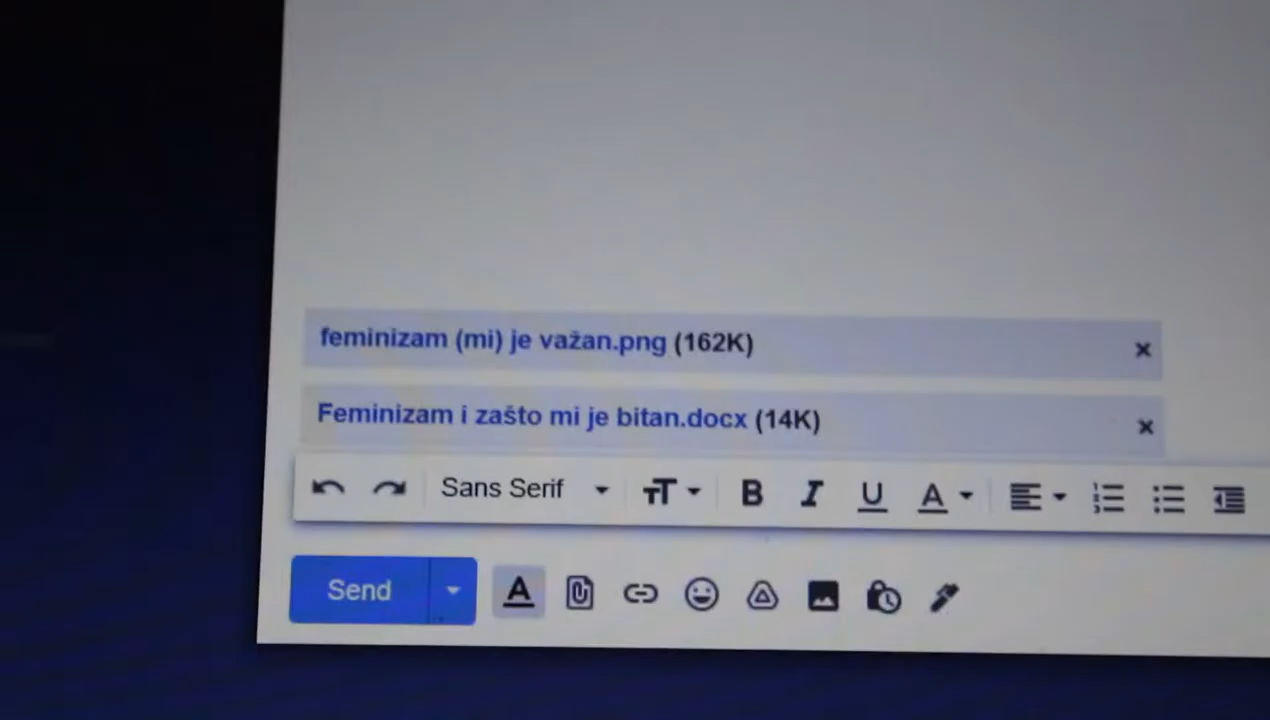 feminizam (mi) je važan.png (162K)
Feminizam i zašto mi je bitan.docx (14K)
Sans Serif
Send